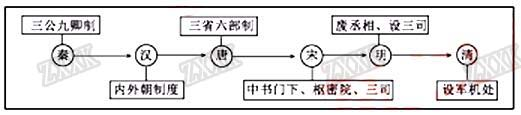 三公九卿制
三省六部制
废丞相、设三司
秦
汉
唐
宋
明
清
内外朝制度
中书门下、枢密院、三司
设军机处